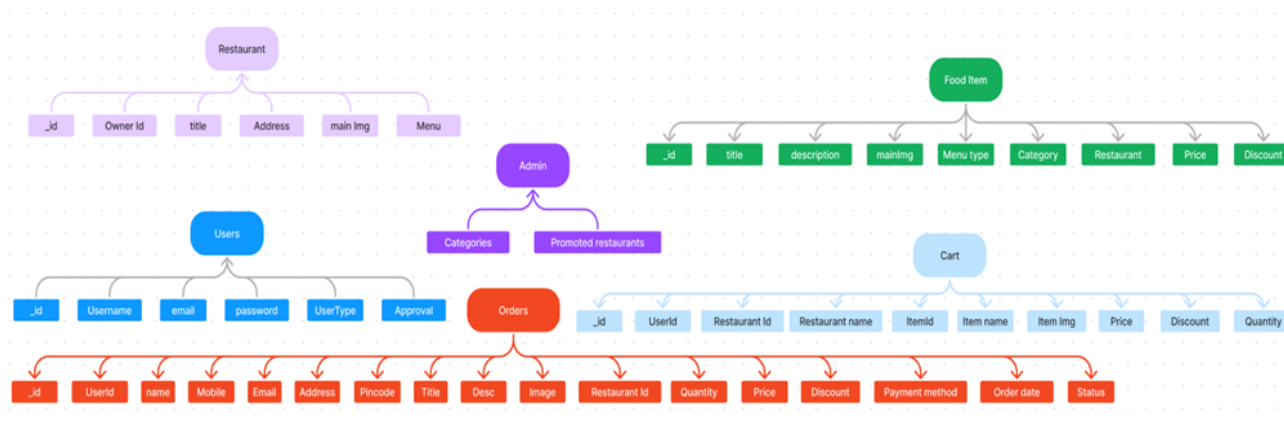 Restaurant
_id
Owner Id
title
Address
main Img
Menu
Food Item
_id
title
description
mainImg
Menu type
Category
Restaurant
Price
Discount
Admin
Categories
Promoted restaurants
Users
_id
Username
email
password
UserType
Approval
Cart
_id
UserId
Restaurant Id
Restaurant name
ItemId
Item name
Item Img
Price
Discount
Quantity
Orders
_id
UserId
name
Mobile
Email
Address
Pincode
Title
Desc
Image
Restaurant Id
Quantity
Price
Discount
Payment method
Order date
Status